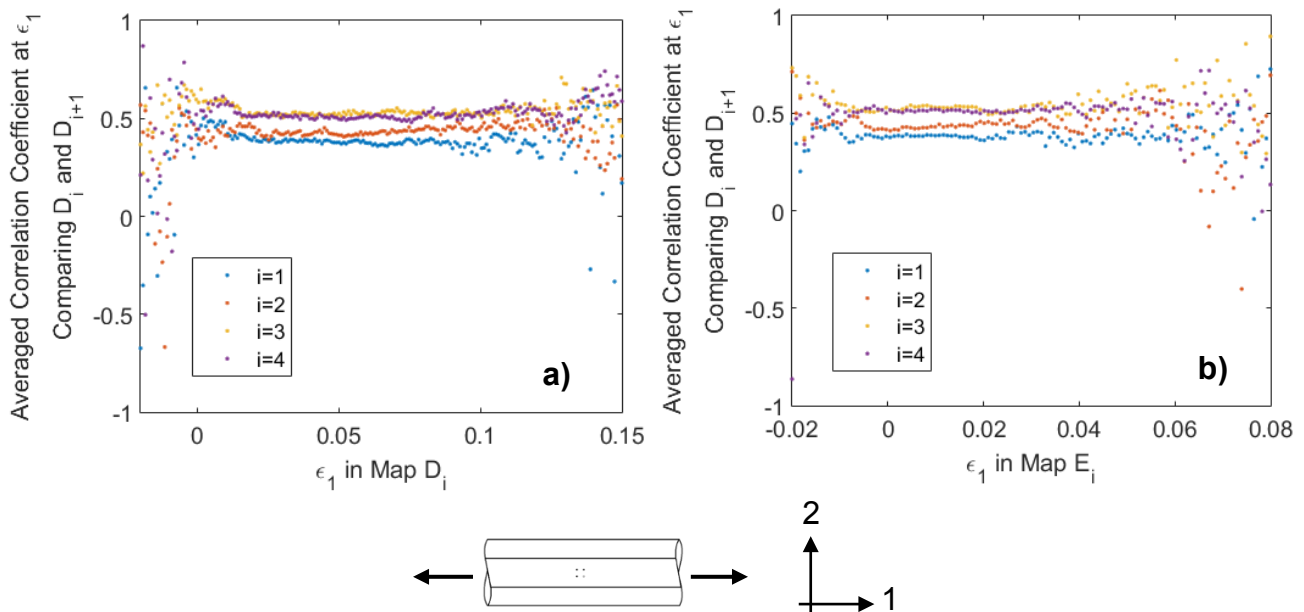 Averaged Correlation Coefficient at ϵ1
Comparing Di and Di+1
1
0.5
0
-0.5
-1
i=1
i=2
i=3
i=4
a)
0
0.05
0.1
0.15
ϵ1 in Map Di
Averaged Correlation Coefficient at ϵ1
Comparing Di and Di+1
1
0.5
0
-0.5
-1
i=1
i=2
i=3
i=4
b)
-0.02
0
0.02
0.04
0.06
0.08
ϵ1 in Map Ei
2
1